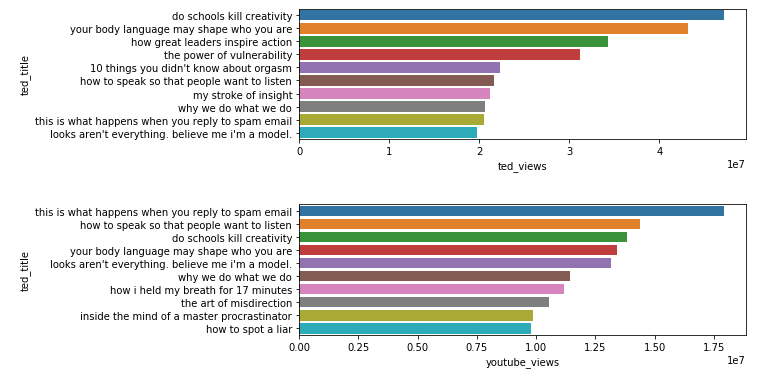 ted_title
do schools kill creativity
your body language may shape who you are
how great leaders inspire action
the power of vulnerability
10 things you didn't know about orgasm
how to speak so that people want to listen
my stroke of insight
why we do what we do
this is what happens when you reply to spam email
looks aren't everything. believe me i'm a model.
0 1 2 3 4
1e7
ted_views
ted_title
this is what happens when you reply to spam email
how to speak so that people want to listen
do schools kill creativity
your body language may shape who you are
looks aren't everything. believe me i'm a model.
why we do what we do
how i held my breath for 17 minutes
the art of misdirection
inside the mind of a master procrastinator
how to spot a liar
0.00 0.25 0.50 0.75 1.00 1.25 1.50 1.75
1e7
youtube_views